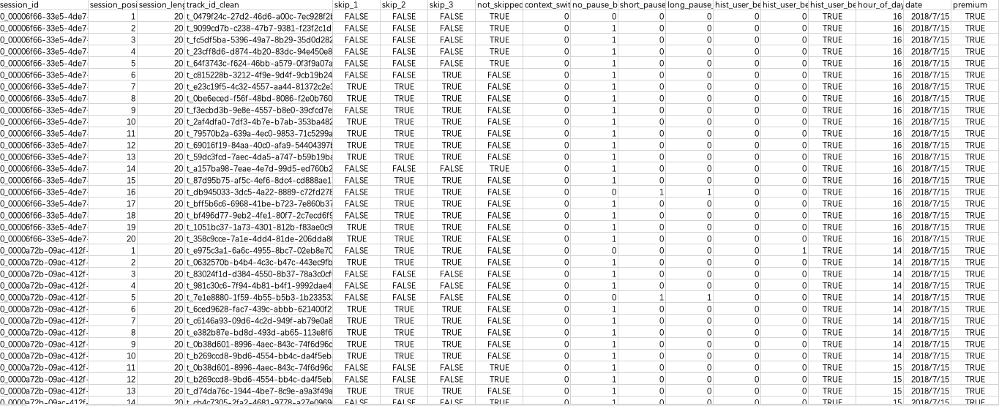 session_id session_posi session_leng track_id_clean skip_1 skip_2 skip_3 not_skipped context_swit no_pause_b short_pause long_pause_ hist_user_be hist_user_be hist_user_be hour_of_day date premium
0_00006f66-33e5-4de7- 1 20 t_0479f24c-27d2-46d6-a00c-7ec928f2b FALSE FALSE FALSE TRUE 0 0 0 0 0 0 TRUE 16 2018/7/15 TRUE
0_00006f66-33e5-4de7- 2 20 t_9099cd7b-c238-47b7-9381-f23f2c1d FALSE FALSE FALSE TRUE 0 1 0 0 0 0 TRUE 16 2018/7/15 TRUE
0_00006f66-33e5-4de7- 3 20 t_fc5df5ba-5396-49a7-8b29-35d0d282 FALSE FALSE FALSE TRUE 0 1 0 0 0 0 TRUE 16 2018/7/15 TRUE
0_00006f66-33e5-4de7- 4 20 t_23cff8d6-d874-4b20-83dc-94e450e8 FALSE FALSE FALSE TRUE 0 1 0 0 0 0 TRUE 16 2018/7/15 TRUE
0_00006f66-33e5-4de7- 5 20 t_64f3743c-f624-46bb-a579-0f3f9a07a FALSE FALSE FALSE TRUE 0 1 0 0 0 0 TRUE 16 2018/7/15 TRUE
0_00006f66-33e5-4de7- 6 20 t_c815228b-3212-4f9e-9d4f-9cb19b24 FALSE FALSE TRUE FALSE 0 1 0 0 0 0 TRUE 16 2018/7/15 TRUE
0_00006f66-33e5-4de7- 7 20 t_e23c19f5-4c32-4557-aa44-81372c2e3 TRUE TRUE TRUE FALSE 0 1 0 0 0 0 TRUE 16 2018/7/15 TRUE
0_00006f66-33e5-4de7- 8 20 t_0be6eced-f56f-48bd-8086-f2e0b760 FALSE TRUE TRUE FALSE 0 1 0 0 0 0 TRUE 16 2018/7/15 TRUE
0_00006f66-33e5-4de7- 9 20 t_f3ecbd3b-9e8e-4557-b8e0-39cfcd7e FALSE TRUE TRUE FALSE 0 1 0 0 0 0 TRUE 16 2018/7/15 TRUE
0_00006f66-33e5-4de7- 10 20 t_2af4dfa0-7df3-4b7e-b7ab-353ba482 TRUE TRUE TRUE FALSE 0 1 0 0 0 0 TRUE 16 2018/7/15 TRUE
0_00006f66-33e5-4de7- 11 20 t_79570b2a-639a-4ec0-9853-71c5299a FALSE TRUE TRUE FALSE 0 1 0 0 0 0 TRUE 16 2018/7/15 TRUE
0_00006f66-33e5-4de7- 12 20 t_69016f19-84aa-40c0-afa9-54404397b FALSE TRUE TRUE FALSE 0 1 0 0 0 0 TRUE 16 2018/7/15 TRUE
0_00006f66-33e5-4de7- 13 20 t_59dc3fcd-7aec-4da5-a747-b59b19ba FALSE TRUE TRUE FALSE 0 1 0 0 0 0 TRUE 16 2018/7/15 TRUE
0_00006f66-33e5-4de7- 14 20 t_a157ba98-7eae-4e7d-99d5-ed760b2 FALSE FALSE FALSE TRUE 0 1 0 0 0 0 TRUE 16 2018/7/15 TRUE
0_00006f66-33e5-4de7- 15 20 t_87d95b75-af5c-4ef6-8dc4-cd888ae1 FALSE TRUE TRUE FALSE 0 1 0 0 0 0 TRUE 16 2018/7/15 TRUE
0_00006f66-33e5-4de7- 16 20 t_db945033-3dc5-4a22-8889-c72fd278 FALSE TRUE TRUE FALSE 0 0 1 1 0 0 TRUE 16 2018/7/15 TRUE
0_00006f66-33e5-4de7- 17 20 t_bff5b6c6-6968-41be-b723-7e860b37 TRUE TRUE TRUE FALSE 0 1 0 0 0 0 TRUE 16 2018/7/15 TRUE
0_00006f66-33e5-4de7- 18 20 t_bf496d77-9eb2-4fe1-80f7-2c7ecd6f9 FALSE TRUE TRUE FALSE 0 1 0 0 0 0 TRUE 16 2018/7/15 TRUE
0_00006f66-33e5-4de7- 19 20 t_1051bc37-1a73-4301-812b-f83ae0c9 TRUE TRUE TRUE FALSE 0 1 0 0 0 0 TRUE 16 2018/7/15 TRUE
0_00006f66-33e5-4de7- 20 20 t_358c9cce-7a1e-4dd4-81de-206dda80 TRUE TRUE TRUE FALSE 0 1 0 0 0 0 TRUE 16 2018/7/15 TRUE
0_0000a72b-09ac-412f- 1 20 t_e975c3a1-6a6c-4955-8bc7-02eb8e70 FALSE TRUE TRUE FALSE 0 0 0 0 0 1 TRUE 14 2018/7/15 TRUE
0_0000a72b-09ac-412f- 2 20 t_0632570b-b4b4-4c3c-b47c-443ec9fb TRUE TRUE TRUE FALSE 0 1 0 0 0 0 TRUE 14 2018/7/15 TRUE
0_0000a72b-09ac-412f- 3 20 t_83024f1d-d384-4550-8b37-78a3c0cf FALSE FALSE FALSE FALSE 0 1 0 0 0 0 TRUE 14 2018/7/15 TRUE
0_0000a72b-09ac-412f- 4 20 t_981c30c6-7f94-4b81-b4f1-9992dae4 FALSE FALSE FALSE FALSE 0 1 0 0 0 0 TRUE 14 2018/7/15 TRUE
0_0000a72b-09ac-412f- 5 20 t_7e1e8880-1f59-4b55-b5b3-1b233532 FALSE FALSE FALSE FALSE 0 0 1 1 0 0 TRUE 14 2018/7/15 TRUE
0_0000a72b-09ac-412f- 6 20 t_6ced9628-fac7-439c-abbb-621400f2 TRUE TRUE TRUE FALSE 0 1 0 0 0 0 TRUE 14 2018/7/15 TRUE
0_0000a72b-09ac-412f- 7 20 t_c6146a93-09d6-4c2d-949f-ab79e0a8 TRUE TRUE TRUE FALSE 0 1 0 0 0 0 TRUE 14 2018/7/15 TRUE
0_0000a72b-09ac-412f- 8 20 t_e382b87e-bd8d-493d-ab65-113e8f6 TRUE TRUE TRUE FALSE 0 1 0 0 0 0 TRUE 14 2018/7/15 TRUE
0_0000a72b-09ac-412f- 9 20 t_0b38d601-8996-4aec-843c-74f6d96c TRUE TRUE TRUE FALSE 0 1 0 0 0 0 TRUE 14 2018/7/15 TRUE
0_0000a72b-09ac-412f- 10 20 t_b269ccd8-9bd6-4554-bb4c-da4f5eb TRUE TRUE TRUE FALSE 0 1 0 0 0 0 TRUE 14 2018/7/15 TRUE
0_0000a72b-09ac-412f- 11 20 t_0b38d601-8996-4aec-843c-74f6d96c FALSE FALSE FALSE TRUE 0 1 0 0 0 0 TRUE 15 2018/7/15 TRUE
0_0000a72b-09ac-412f- 12 20 t_b269ccd8-9bd6-4554-bb4c-da4f5eb FALSE FALSE FALSE TRUE 0 1 0 0 0 0 TRUE 15 2018/7/15 TRUE
0_0000a72b-09ac-412f- 13 20 t_d74da76c-1944-4be7-8c9e-a9a3f49a TRUE TRUE TRUE FALSE 0 1 0 0 0 0 TRUE 15 2018/7/15 TRUE
0_0000a72b-09ac-412f- 14 20 t_cb4c7305-2fa2-4681-9778-a27e0969 FALSE FALSE FALSE TRUE 0 1 0 0 0 0 TRUE 15 2018/7/15 TRUE